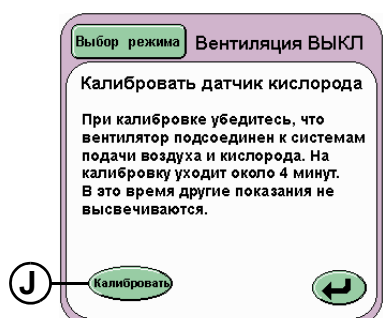 Выбор режима Вентиляция ВЫКЛ
Калибровать датчик кислорода
При калибровке убедитесь, что
вентилятор подсоединен к системам
подачи воздуха и кислорода. На
калибровку уходит около 4 минут.
В это время другие показания не
высвечиваются.
J Калибровать